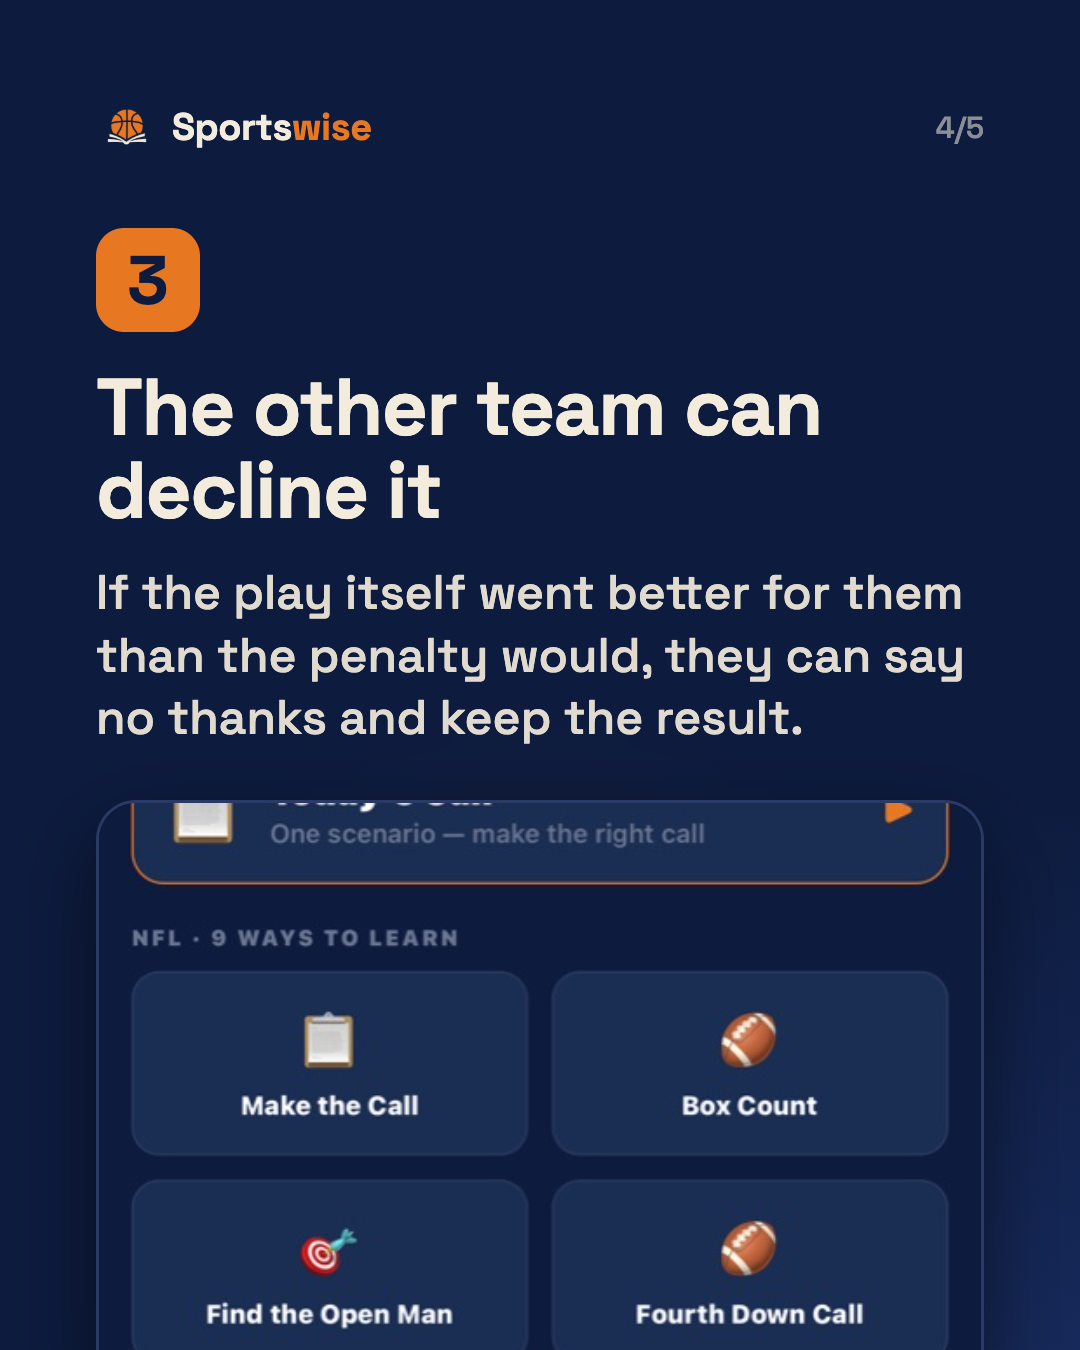 Sportswise
4/5
3
The other team can
decline it
If the play itself went better for them
than the penalty would, they can say
no thanks and keep the result.
One scenario — make the right call
NFL · 9 WAYS TO LEARN
Make the Call
Box Count
Find the Open Man
Fourth Down Call